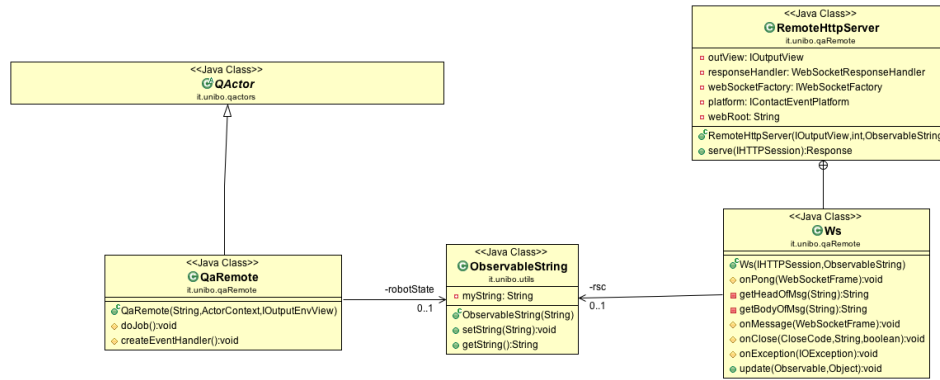 <<Java Class>>
RemoteHttpServer
it.unibo.qaRemote
outView: IOutputView
responseHandler: WebSocketResponseHandler
webSocketFactory: IWebSocketFactory
platform: IContactEventPlatform
webRoot: String
RemoteHttpServer(IOutputView,int,ObservableString
serve(IHTTPSession):Response
<<Java Class>>
QActor
it.unibo.qactors
<<Java Class>>
QaRemote
it.unibo.qaRemote
QaRemote(String,ActorContext,IOutputEnvView)
doJob():void
createEventHandler():void
-robotState
0..1
<<Java Class>>
ObservableString
it.unibo.utils
myString: String
ObservableString(String)
setString(String):void
getString():String
-rsc
0..1
<<Java Class>>
Ws
it.unibo.qaRemote
Ws(IHTTPSession,ObservableString)
onPong(WebSocketFrame):void
getHeadOfMsg(String):String
getBodyOfMsg(String):String
onMessage(WebSocketFrame):void
onClose(CloseCode,String,boolean):void
onException(IOException):void
update(Observable,Object):void